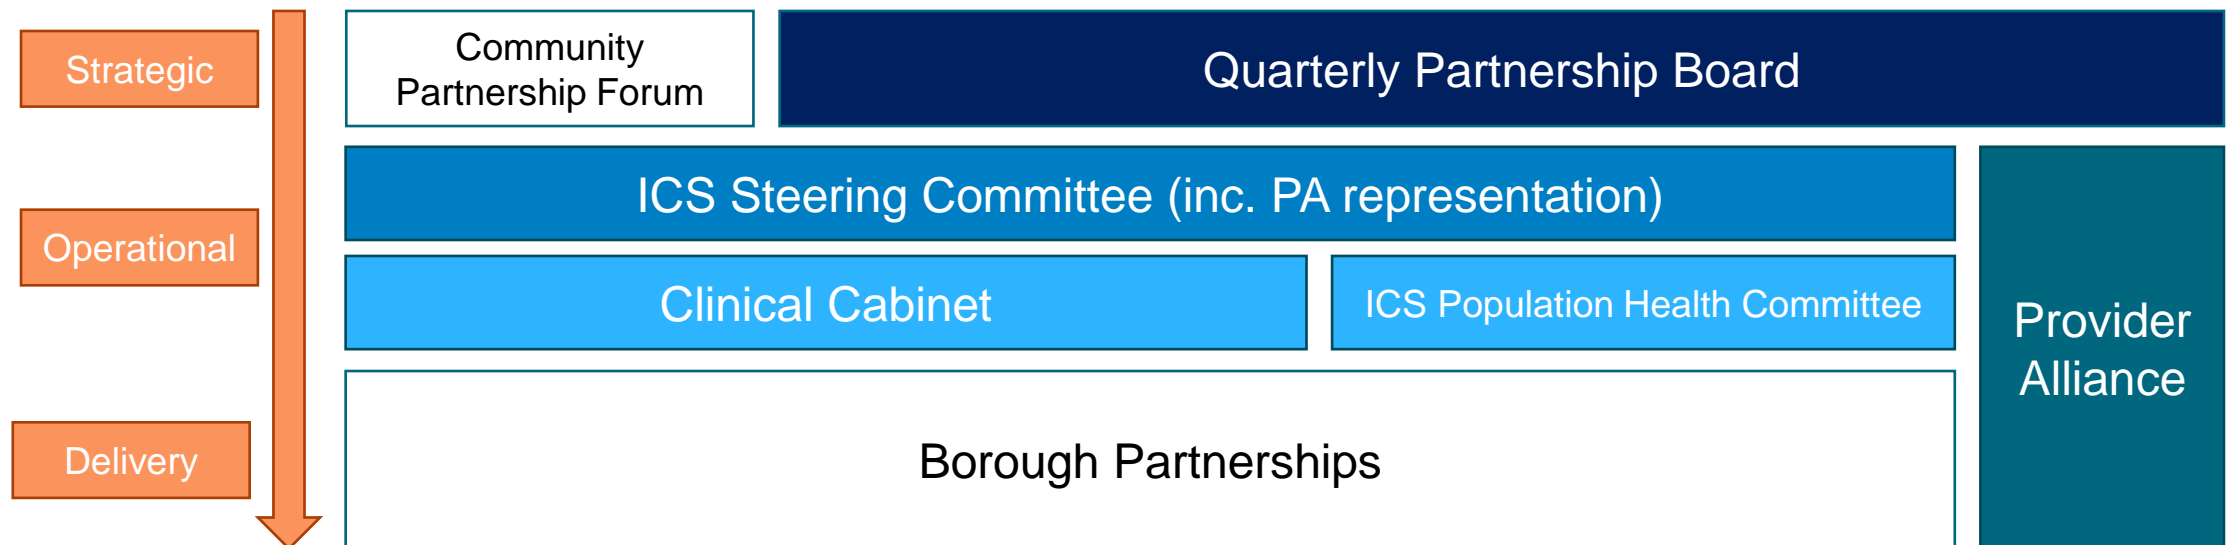 Strategic
Community
Partnership Forum
Quarterly Partnership Board
ICS Steering Committee (inc. PA representation)
Operational
Clinical Cabinet
ICS Population Health Committee
Provider
Alliance
Delivery
Borough Partnerships